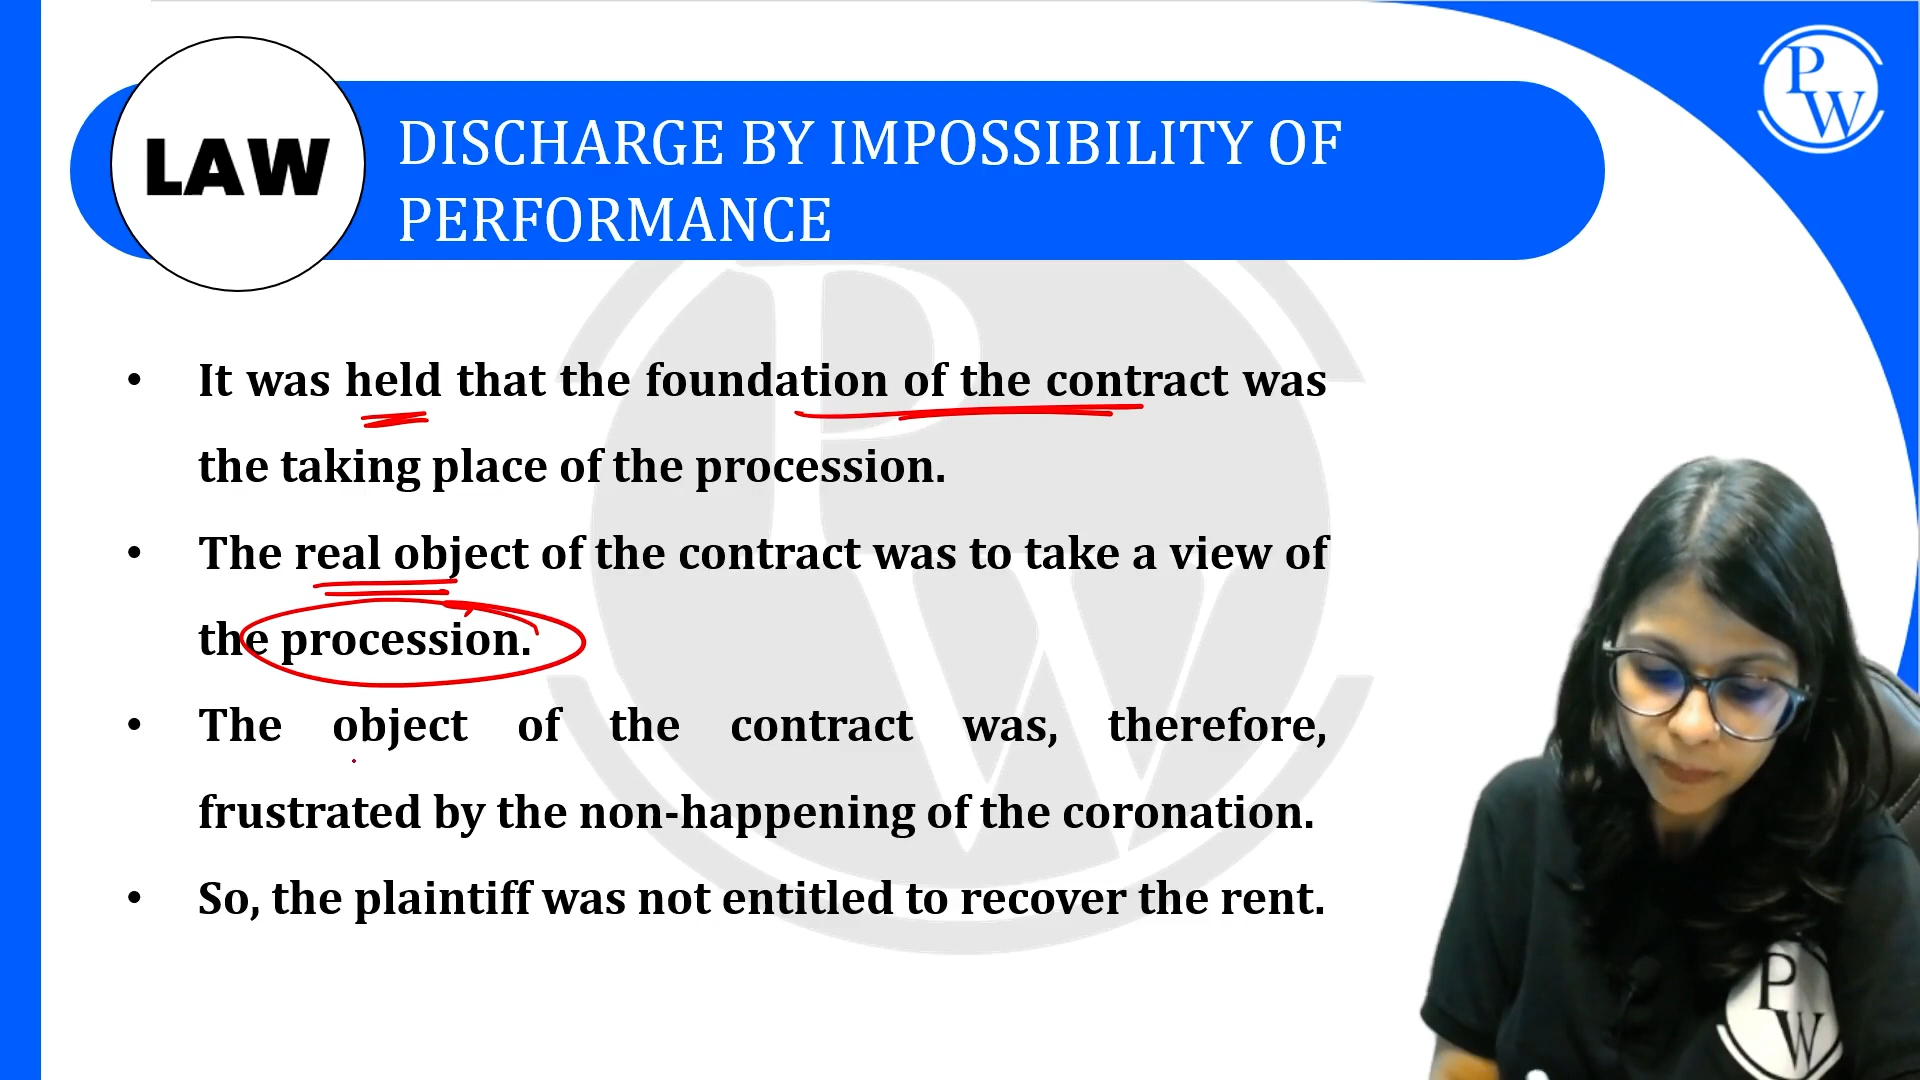 LAW
DISCHARGE BY IMPOSSIBILITY OF
PERFORMANCE
PW
• It was held that the foundation of the contract was
the taking place of the procession.
• The real object of the contract was to take a view of
the procession.
• The object of the contract was, therefore,
frustrated by the non-happening of the coronation.
• So, the plaintiff was not entitled to recover the rent.
PW
PW